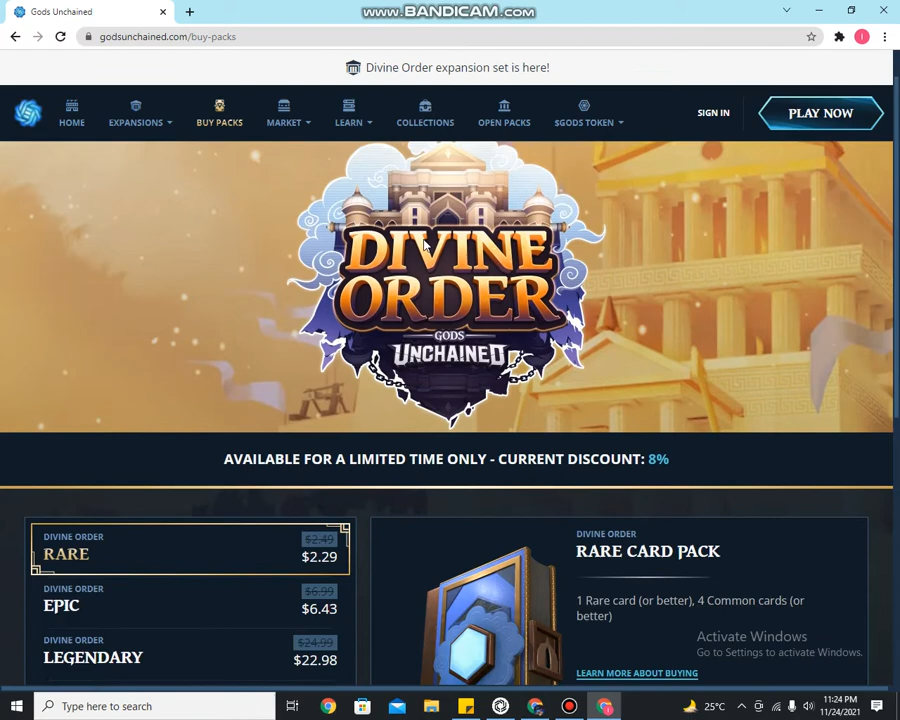 www.BANDICAM.com
Gods Unchained
godsunchained.com/buy-packs
Divine Order expansion set is here!
HOME
EXPANSIONS
BUY PACKS
MARKET
LEARN
COLLECTIONS
OPEN PACKS
$GODS TOKEN
SIGN IN
PLAY NOW
DIVINE
ORDER
GODS
UNCHAINED
AVAILABLE FOR A LIMITED TIME ONLY - CURRENT DISCOUNT: 8%
DIVINE ORDER
RARE
$2.49
$2.29
DIVINE ORDER
EPIC
$6.99
$6.43
DIVINE ORDER
LEGENDARY
$24.99
$22.98
DIVINE ORDER
RARE CARD PACK
1 Rare card (or better), 4 Common cards (or
better)
LEARN MORE ABOUT BUYING
Activate Windows
Go to Settings to activate Windows.
Type here to search
25°C
11:24 PM
11/24/2021